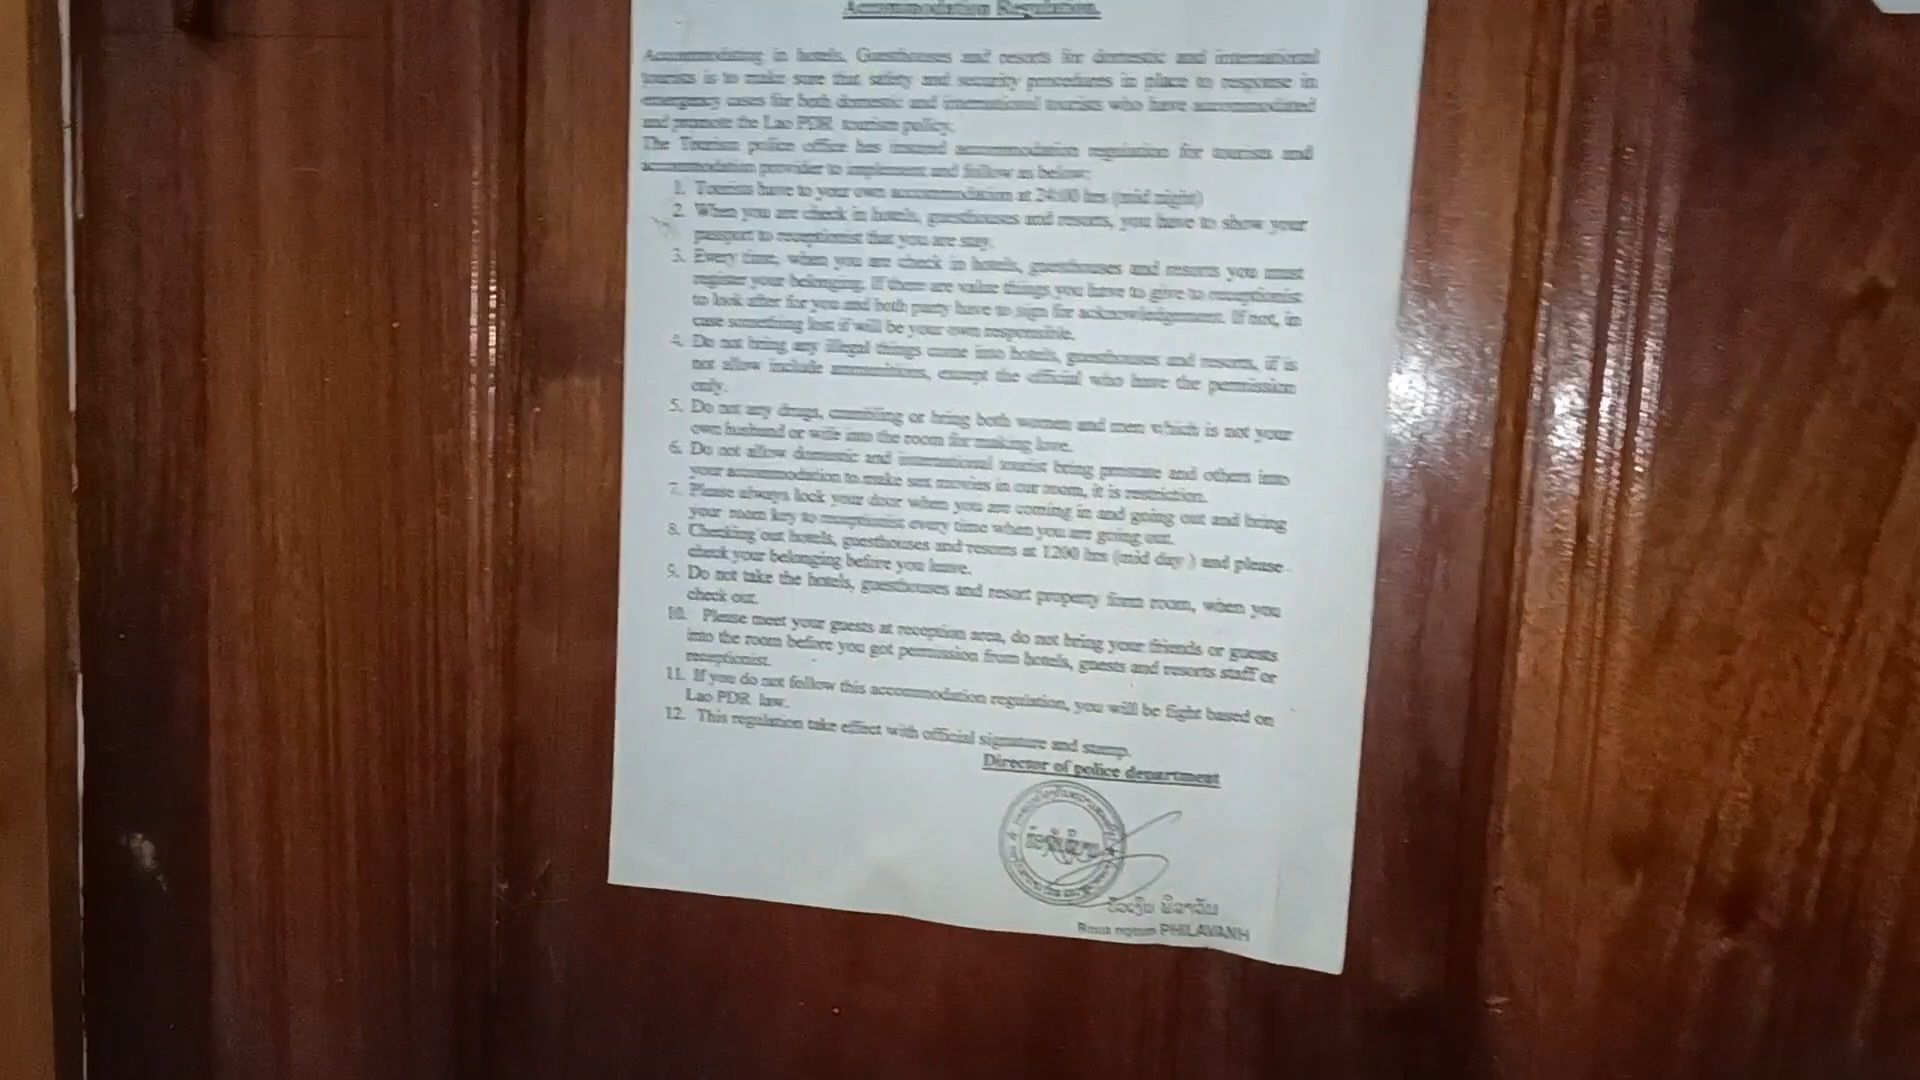 Accommodation Regulation.
Accommodating in hotels, Guesthouses and resorts for domestic and international
tourists is to make sure that safety and security procedures in place to response in
emergency cases for both domestic and international tourists who have accommodated
and promote the Lao PDR tourism policy.
The Tourism police office has insured accommodation regulation for tourists and
accommodation provider to implement and follow as below:
1. Tourists have to your own accommodation at 24:00 hrs (mid night)
2. When you are check in hotels, guesthouses and resorts, you have to show your
passport to receptionist that you are stay.
3. Every time, when you are check in hotels, guesthouses and resorts you must
register your belonging. If there are value things you have to give to receptionist
to look after for you and both party have to sign for acknowledgement. If not, in
case something lost if will be your own responsible.
4. Do not bring any illegal things come into hotels, guesthouses and resorts, if is
not allow include ammunitions, except the official who have the permission
only.
5. Do not any drugs, or bring both women and men which is not your
own husband or wife into the room for making love.
6. Do not allow domestic and international tourist bring and others into
your accommodation to make sex movies in our room, it is restriction.
7. Please always lock your door when you are coming in and going out and bring
your room key to receptionist every time when you are going out.
8. Checking out hotels, guesthouses and resorts at 1200 hrs (mid day ) and please
check your belonging before you leave.
9. Do not take the hotels, guesthouses and resort property form room, when you
check out.
10. Please meet your guests at reception area, do not bring your friends or guests
into the room before you got permission from hotels, guests and resorts staff or
receptionist.
11. If you do not follow this accommodation regulation, you will be fight based on
Lao PDR law.
12. This regulation take effect with official signature and stamp.
Director of police department
PHILAVANH